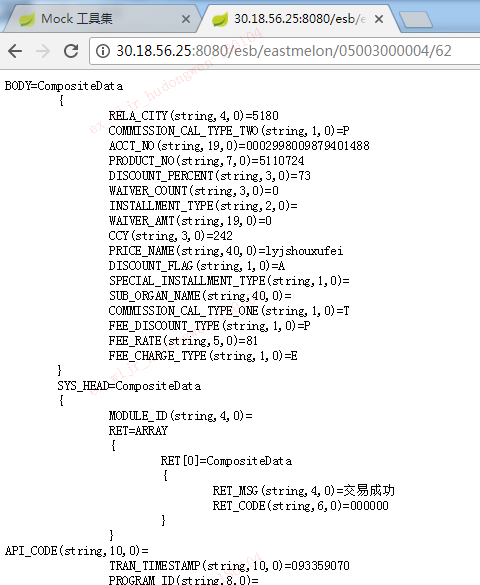 Mock 工具集
30.18.56.25:8080/esb/e
30.18.56.25:8080/esb/eastmelon/05003000004/62
BODY=CompositeData
{
RELA_CITY(string,4,0)=5180
COMMISSION_CAL_TYPE_TWO(string,1,0)=P
ACCT_NO(string,19,0)=0002998009879401488
PRODUCT_NO(string,7,0)=5110724
DISCOUNT_PERCENT(string,3,0)=73
WAIVER_COUNT(string,3,0)=0
INSTALLMENT_TYPE(string,2,0)=
WAIVER_AMT(string,19,0)=0
CCY(string,3,0)=242
PRICE_NAME(string,40,0)=lyjshouxufei
DISCOUNT_FLAG(string,1,0)=A
SPECIAL_INSTALLMENT_TYPE(string,1,0)=
SUB_ORGAN_NAME(string,40,0)=
COMMISSION_CAL_TYPE_ONE(string,1,0)=T
FEE_DISCOUNT_TYPE(string,1,0)=P
FEE_RATE(string,5,0)=81
FEE_CHARGE_TYPE(string,1,0)=E
}
SYS_HEAD=CompositeData
{
MODULE_ID(string,4,0)=
RET=ARRAY
{
RET[0]=CompositeData
{
RET_MSG(string,4,0)=交易成功
RET_CODE(string,6,0)=000000
}
}
API_CODE(string,10,0)=
TRAN_TIMESTAMP(string,10,0)=093359070
PROGRAM_ID(string,8,0)=